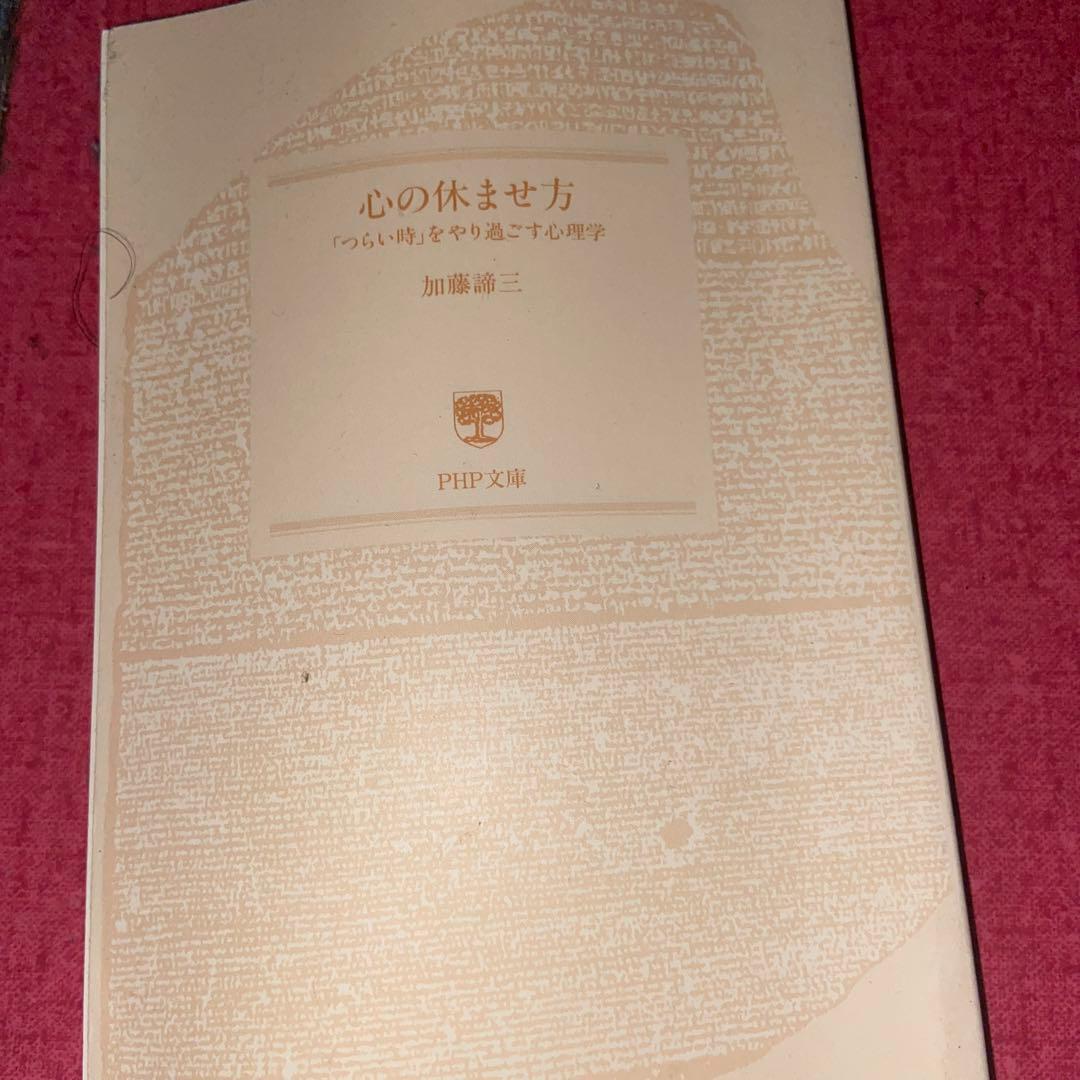 心の休ませ方
「つらい時」をやり過ごす心理学
加藤諦三
PHP文庫